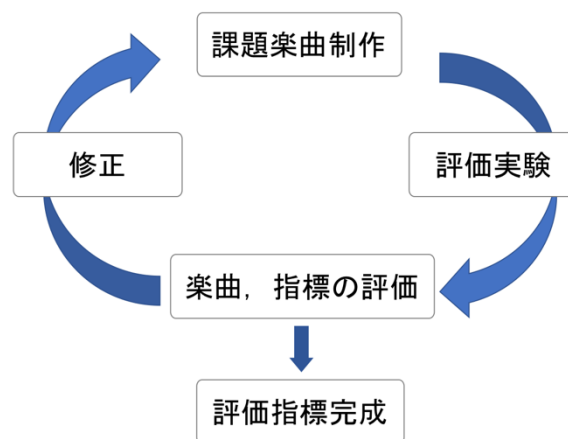 課題楽曲制作
修正
評価実験
楽曲，指標の評価
評価指標完成